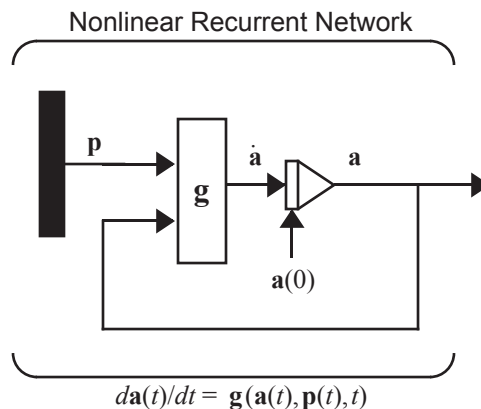 Nonlinear Recurrent Network
p
g
ȧ
a
a(0)
da(t)/dt = g(a(t),p(t),t)